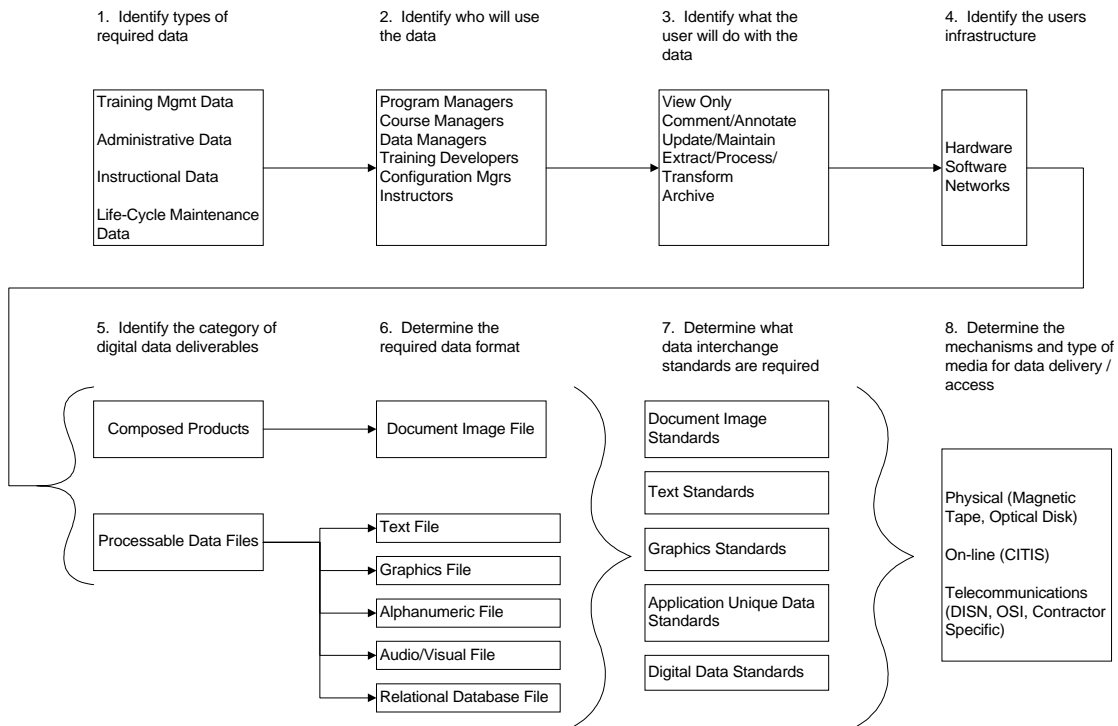 1. Identify types of
required data
2. Identify who will use
the data
3. Identify what the
user will do with the
data
4. Identify the users
infrastructure
Training Mgmt Data
Administrative Data
Instructional Data
Life-Cycle Maintenance
Data
Program Managers
Course Managers
Data Managers
Training Developers
Configuration Mgrs
Instructors
View Only
Comment/Annotate
Update/Maintain
Extract/Process/
Transform
Archive
Hardware
Software
Networks
5. Identify the category of
digital data deliverables
6. Determine the
required data format
7. Determine what
data interchange
standards are required
8. Determine the
mechanisms and type of
media for data delivery /
access
Composed Products
Processable Data Files
Document Image File
Text File
Graphics File
Alphanumeric File
Audio/Visual File
Relational Database File
Document Image
Standards
Text Standards
Graphics Standards
Application Unique Data
Standards
Digital Data Standards
Physical (Magnetic
Tape, Optical Disk)
On-line (CITIS)
Telecommunications
(DISN, OSI, Contractor
Specific)